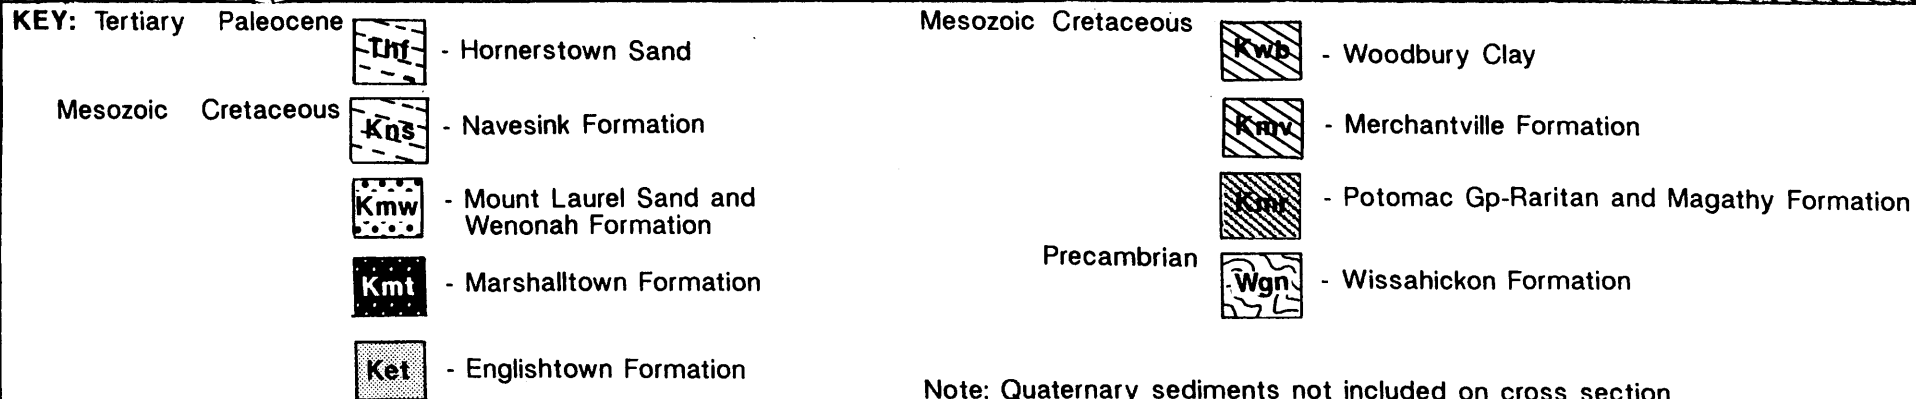 KEY: Tertiary Paleocene
Thf - Hornerstown Sand
Mesozoic Cretaceous
Kns - Navesink Formation
Kmw - Mount Laurel Sand and
Wenonah Formation
Kmt - Marshalltown Formation
Ket - Englishtown Formation
Mesozoic Cretaceous
Kwb - Woodbury Clay
Kmv - Merchantville Formation
Kmr - Potomac Gp-Raritan and Magathy Formation
Precambrian
Wgn - Wissahickon Formation
Note: Quaternary sediments not included on cross section